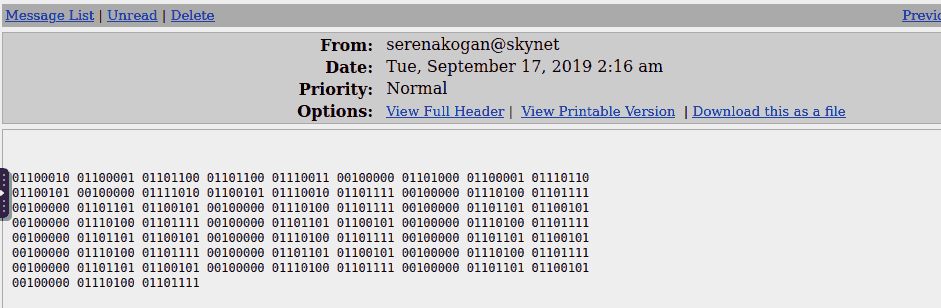 Message List | Unread | Delete
Previo
From: serenakogan@skynet
Date: Tue, September 17, 2019 2:16 am
Priority: Normal
Options: View Full Header | View Printable Version | Download this as a file
01100010 01100001 01101100 01101100 01110011 00100000 01101000 01100001 01110110
01100101 00100000 01111010 01100101 01110010 01101111 00100000 01110100 01101111
00100000 01101101 01100101 00100000 01110100 01101111 00100000 01101101 01100101
00100000 01110100 01101111 00100000 01101101 01100101 00100000 01110100 01101111
00100000 01101101 01100101 00100000 01110100 01101111 00100000 01101101 01100101
00100000 01110100 01101111 00100000 01101101 01100101 00100000 01110100 01101111
00100000 01101101 01100101 00100000 01110100 01101111 00100000 01101101 01100101
00100000 01110100 01101111